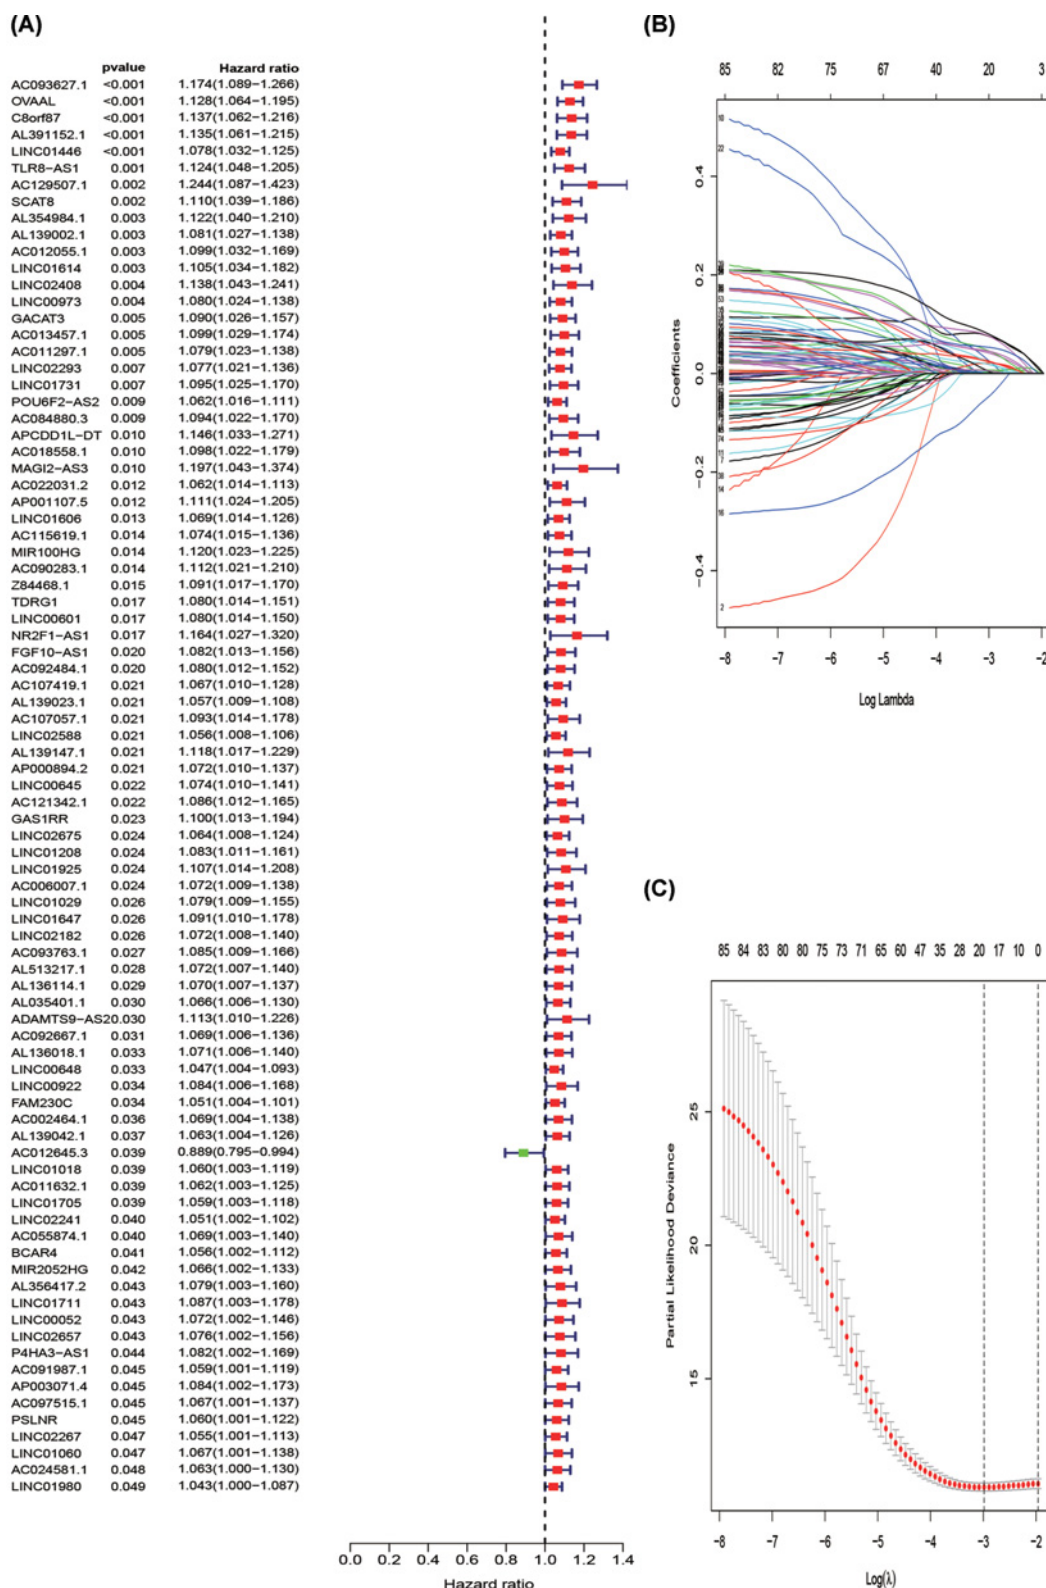 (A)
pvalue Hazard ratio
AC093627.1 <0.001 1.174(1.089−1.266)
OVAAL <0.001 1.128(1.064−1.195)
C8orf87 <0.001 1.137(1.062−1.216)
AL391152.1 <0.001 1.135(1.061−1.215)
LINC01446 <0.001 1.078(1.032−1.125)
TLR8−AS1 0.001 1.124(1.048−1.205)
AC129507.1 0.002 1.244(1.087−1.423)
SCAT8 0.002 1.110(1.039−1.186)
AL354984.1 0.003 1.122(1.040−1.210)
AL139002.1 0.003 1.081(1.027−1.138)
AC012055.1 0.003 1.099(1.032−1.169)
LINC01614 0.003 1.105(1.034−1.182)
LINC02408 0.004 1.138(1.043−1.241)
LINC00973 0.004 1.080(1.024−1.138)
GACAT3 0.005 1.090(1.026−1.157)
AC013457.1 0.005 1.099(1.029−1.174)
AC011297.1 0.005 1.079(1.023−1.138)
LINC02293 0.007 1.077(1.021−1.136)
LINC01731 0.007 1.095(1.025−1.170)
POU6F2−AS2 0.009 1.062(1.016−1.111)
AC084880.3 0.009 1.094(1.022−1.170)
APCDD1L−DT 0.010 1.146(1.033−1.271)
AC018558.1 0.010 1.098(1.022−1.179)
MAGI2−AS3 0.010 1.197(1.043−1.374)
AC022031.2 0.012 1.062(1.014−1.113)
AP001107.5 0.012 1.111(1.024−1.205)
LINC01606 0.013 1.069(1.014−1.126)
AC115619.1 0.014 1.074(1.015−1.136)
MIR100HG 0.014 1.120(1.023−1.225)
AC090283.1 0.014 1.112(1.021−1.210)
Z84468.1 0.015 1.091(1.017−1.170)
TDRG1 0.017 1.080(1.014−1.151)
LINC00601 0.017 1.080(1.014−1.150)
NR2F1−AS1 0.017 1.164(1.027−1.320)
FGF10−AS1 0.020 1.082(1.013−1.156)
AC092484.1 0.020 1.080(1.012−1.152)
AC107419.1 0.021 1.067(1.010−1.128)
AL139023.1 0.021 1.057(1.009−1.108)
AC107057.1 0.021 1.093(1.014−1.178)
LINC02588 0.021 1.056(1.008−1.106)
AL139147.1 0.021 1.118(1.017−1.229)
AP000894.2 0.021 1.072(1.010−1.137)
LINC00645 0.022 1.074(1.010−1.141)
AC121342.1 0.022 1.086(1.012−1.165)
GAS1RR 0.023 1.100(1.013−1.194)
LINC02675 0.024 1.064(1.008−1.124)
LINC01208 0.024 1.083(1.011−1.161)
LINC01925 0.024 1.107(1.014−1.208)
AC006007.1 0.024 1.072(1.009−1.138)
LINC01029 0.026 1.079(1.009−1.155)
LINC01647 0.026 1.091(1.010−1.178)
LINC02182 0.026 1.072(1.008−1.140)
AC093763.1 0.027 1.085(1.009−1.166)
AL513217.1 0.028 1.072(1.007−1.140)
AL136114.1 0.029 1.070(1.007−1.137)
AL035401.1 0.030 1.066(1.006−1.130)
ADAMTS9−AS20.030 1.113(1.010−1.226)
AC092667.1 0.031 1.069(1.006−1.136)
AL136018.1 0.033 1.071(1.006−1.140)
LINC00648 0.033 1.047(1.004−1.093)
LINC00922 0.034 1.084(1.006−1.168)
FAM230C 0.034 1.051(1.004−1.101)
AC002464.1 0.036 1.069(1.004−1.138)
AL139042.1 0.037 1.063(1.004−1.126)
AC012645.3 0.039 0.889(0.795−0.994)
LINC01018 0.039 1.060(1.003−1.119)
AC011632.1 0.039 1.062(1.003−1.125)
LINC01705 0.039 1.059(1.003−1.118)
LINC02241 0.040 1.051(1.002−1.102)
AC055874.1 0.040 1.069(1.003−1.140)
BCAR4 0.041 1.056(1.002−1.112)
MIR2052HG 0.042 1.066(1.002−1.133)
AL356417.2 0.043 1.079(1.003−1.160)
LINC01711 0.043 1.087(1.003−1.178)
LINC00052 0.043 1.072(1.002−1.146)
LINC02657 0.043 1.076(1.002−1.156)
P4HA3−AS1 0.044 1.082(1.002−1.169)
AC091987.1 0.045 1.059(1.001−1.119)
AP003071.4 0.045 1.084(1.002−1.173)
AC097515.1 0.045 1.067(1.001−1.137)
PSLNR 0.045 1.060(1.001−1.122)
LINC02267 0.047 1.055(1.001−1.113)
LINC01060 0.047 1.067(1.001−1.138)
AC024581.1 0.048 1.063(1.000−1.130)
LINC01980 0.049 1.043(1.000−1.087)
0.0 0.2 0.4 0.6 0.8 1.0 1.2 1.4
Hazard ratio
(B)
85 82 75 67 40 20 3
0.4
0.2
0.0
−0.2
−0.4
Coefficients
−8 −7 −6 −5 −4 −3 −2
Log Lambda
(C)
85 84 83 80 80 75 73 71 65 60 47 35 28 20 17 10 0
25
20
15
Partial Likelihood Deviance
−8 −7 −6 −5 −4 −3 −2
Log(λ)